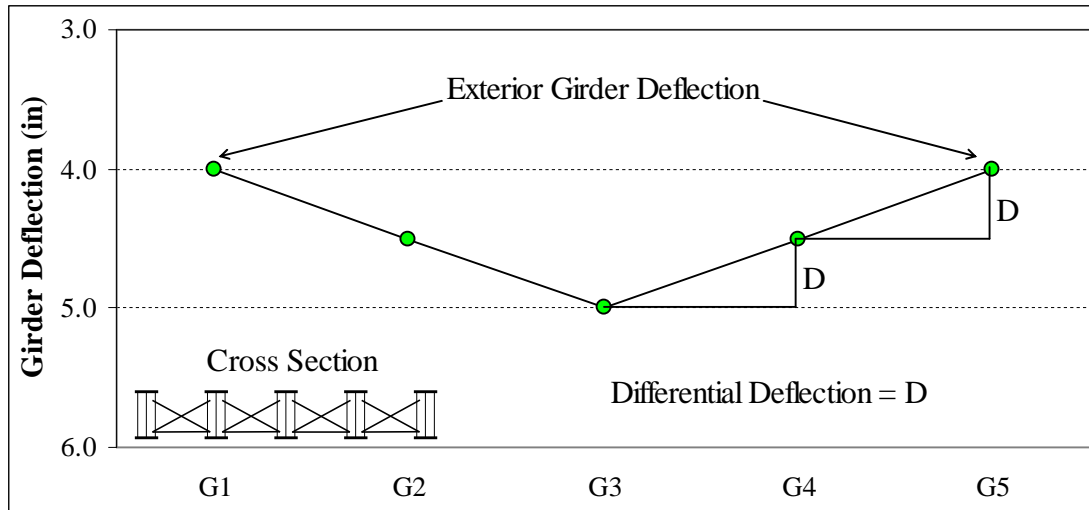 3.0
Exterior Girder Deflection
4.0
D
D
5.0
Girder Deflection (in)
Cross Section
Differential Deflection = D
6.0
G1 G2 G3 G4 G5